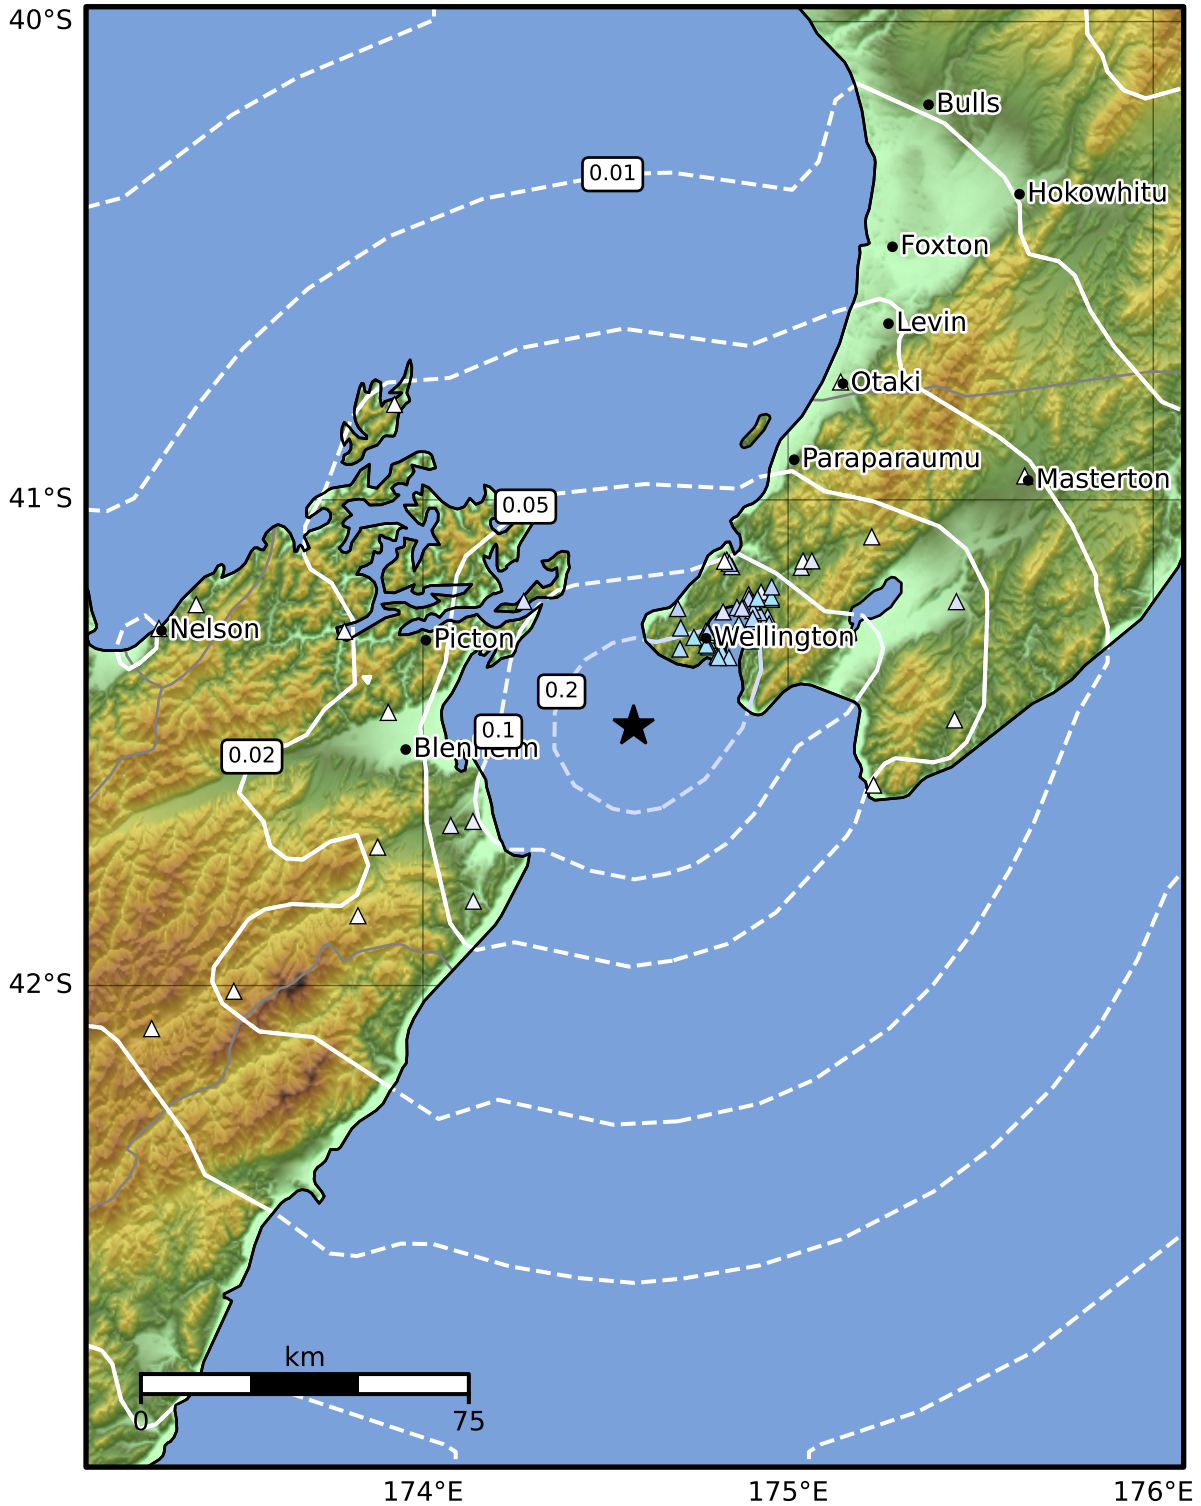 40°S
Bulls
0.01
Hokowhitu
Foxton
Levin
Otaki
Paraparaumu
41°S
Masterton
0.05
Nelson
Picton
Wellington
0.2
0.1
Blenheim
0.02
42°S
km
0
75
174°E
175°E
176°E